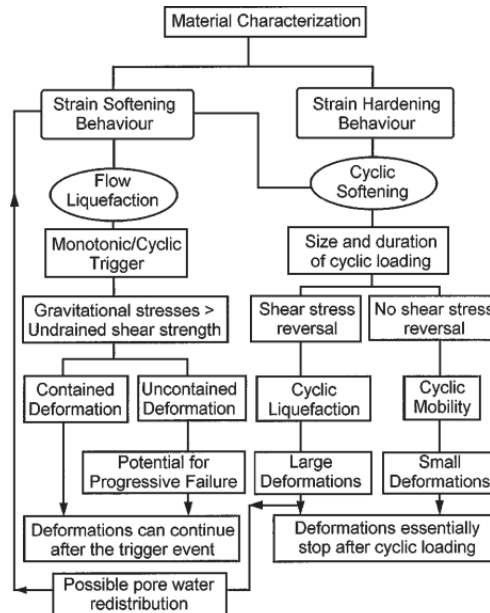 Material Characterization
Strain Softening
Behaviour
Strain Hardening
Behaviour
Flow
Liquefaction
Cyclic
Softening
Monotonic/Cyclic
Trigger
Size and duration
of cyclic loading
Gravitational stresses >
Undrained shear strength
Shear stress
reversal
No shear stress
reversal
Contained
Deformation
Uncontained
Deformation
Cyclic
Liquefaction
Cyclic
Mobility
Potential for
Progressive Failure
Large
Deformations
Small
Deformations
Deformations can continue
after the trigger event
Deformations essentially
stop after cyclic loading
Possible pore water
redistribution